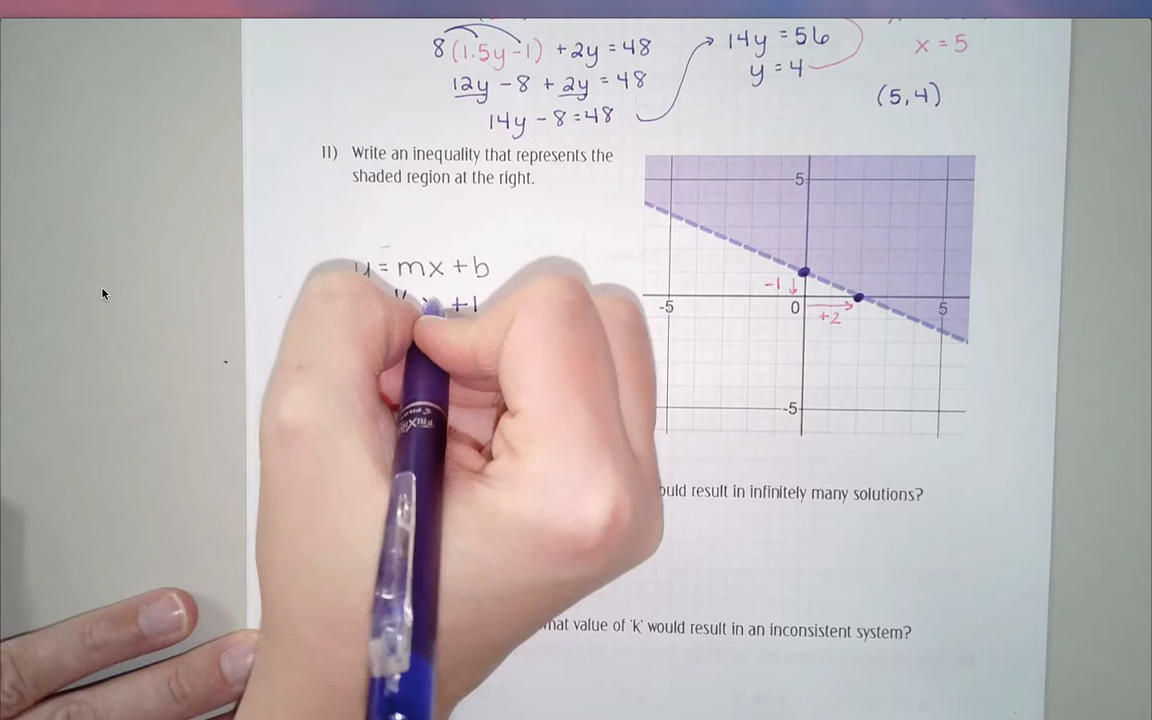 8(1.5y-1) +2y = 48
12y - 8 + 2y = 48
14y - 8 = 48
14y = 56
y = 4
x = 5
(5,4)
11) Write an inequality that represents the
shaded region at the right.
y = mx + b
+1
5
-1
-5
0
+2
5
-5
result in infinitely many solutions?
value of 'K' would result in an inconsistent system?